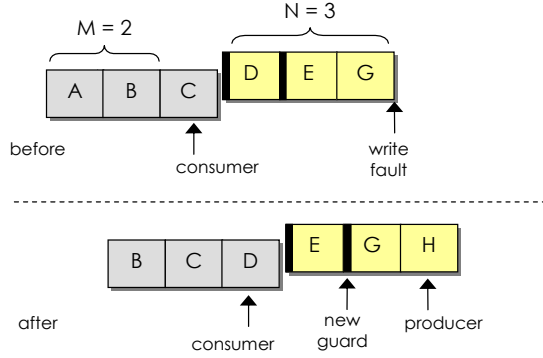 M = 2
N = 3
A B C D E G
before
consumer
write
fault
B C D E G H
after
consumer
new
guard
producer